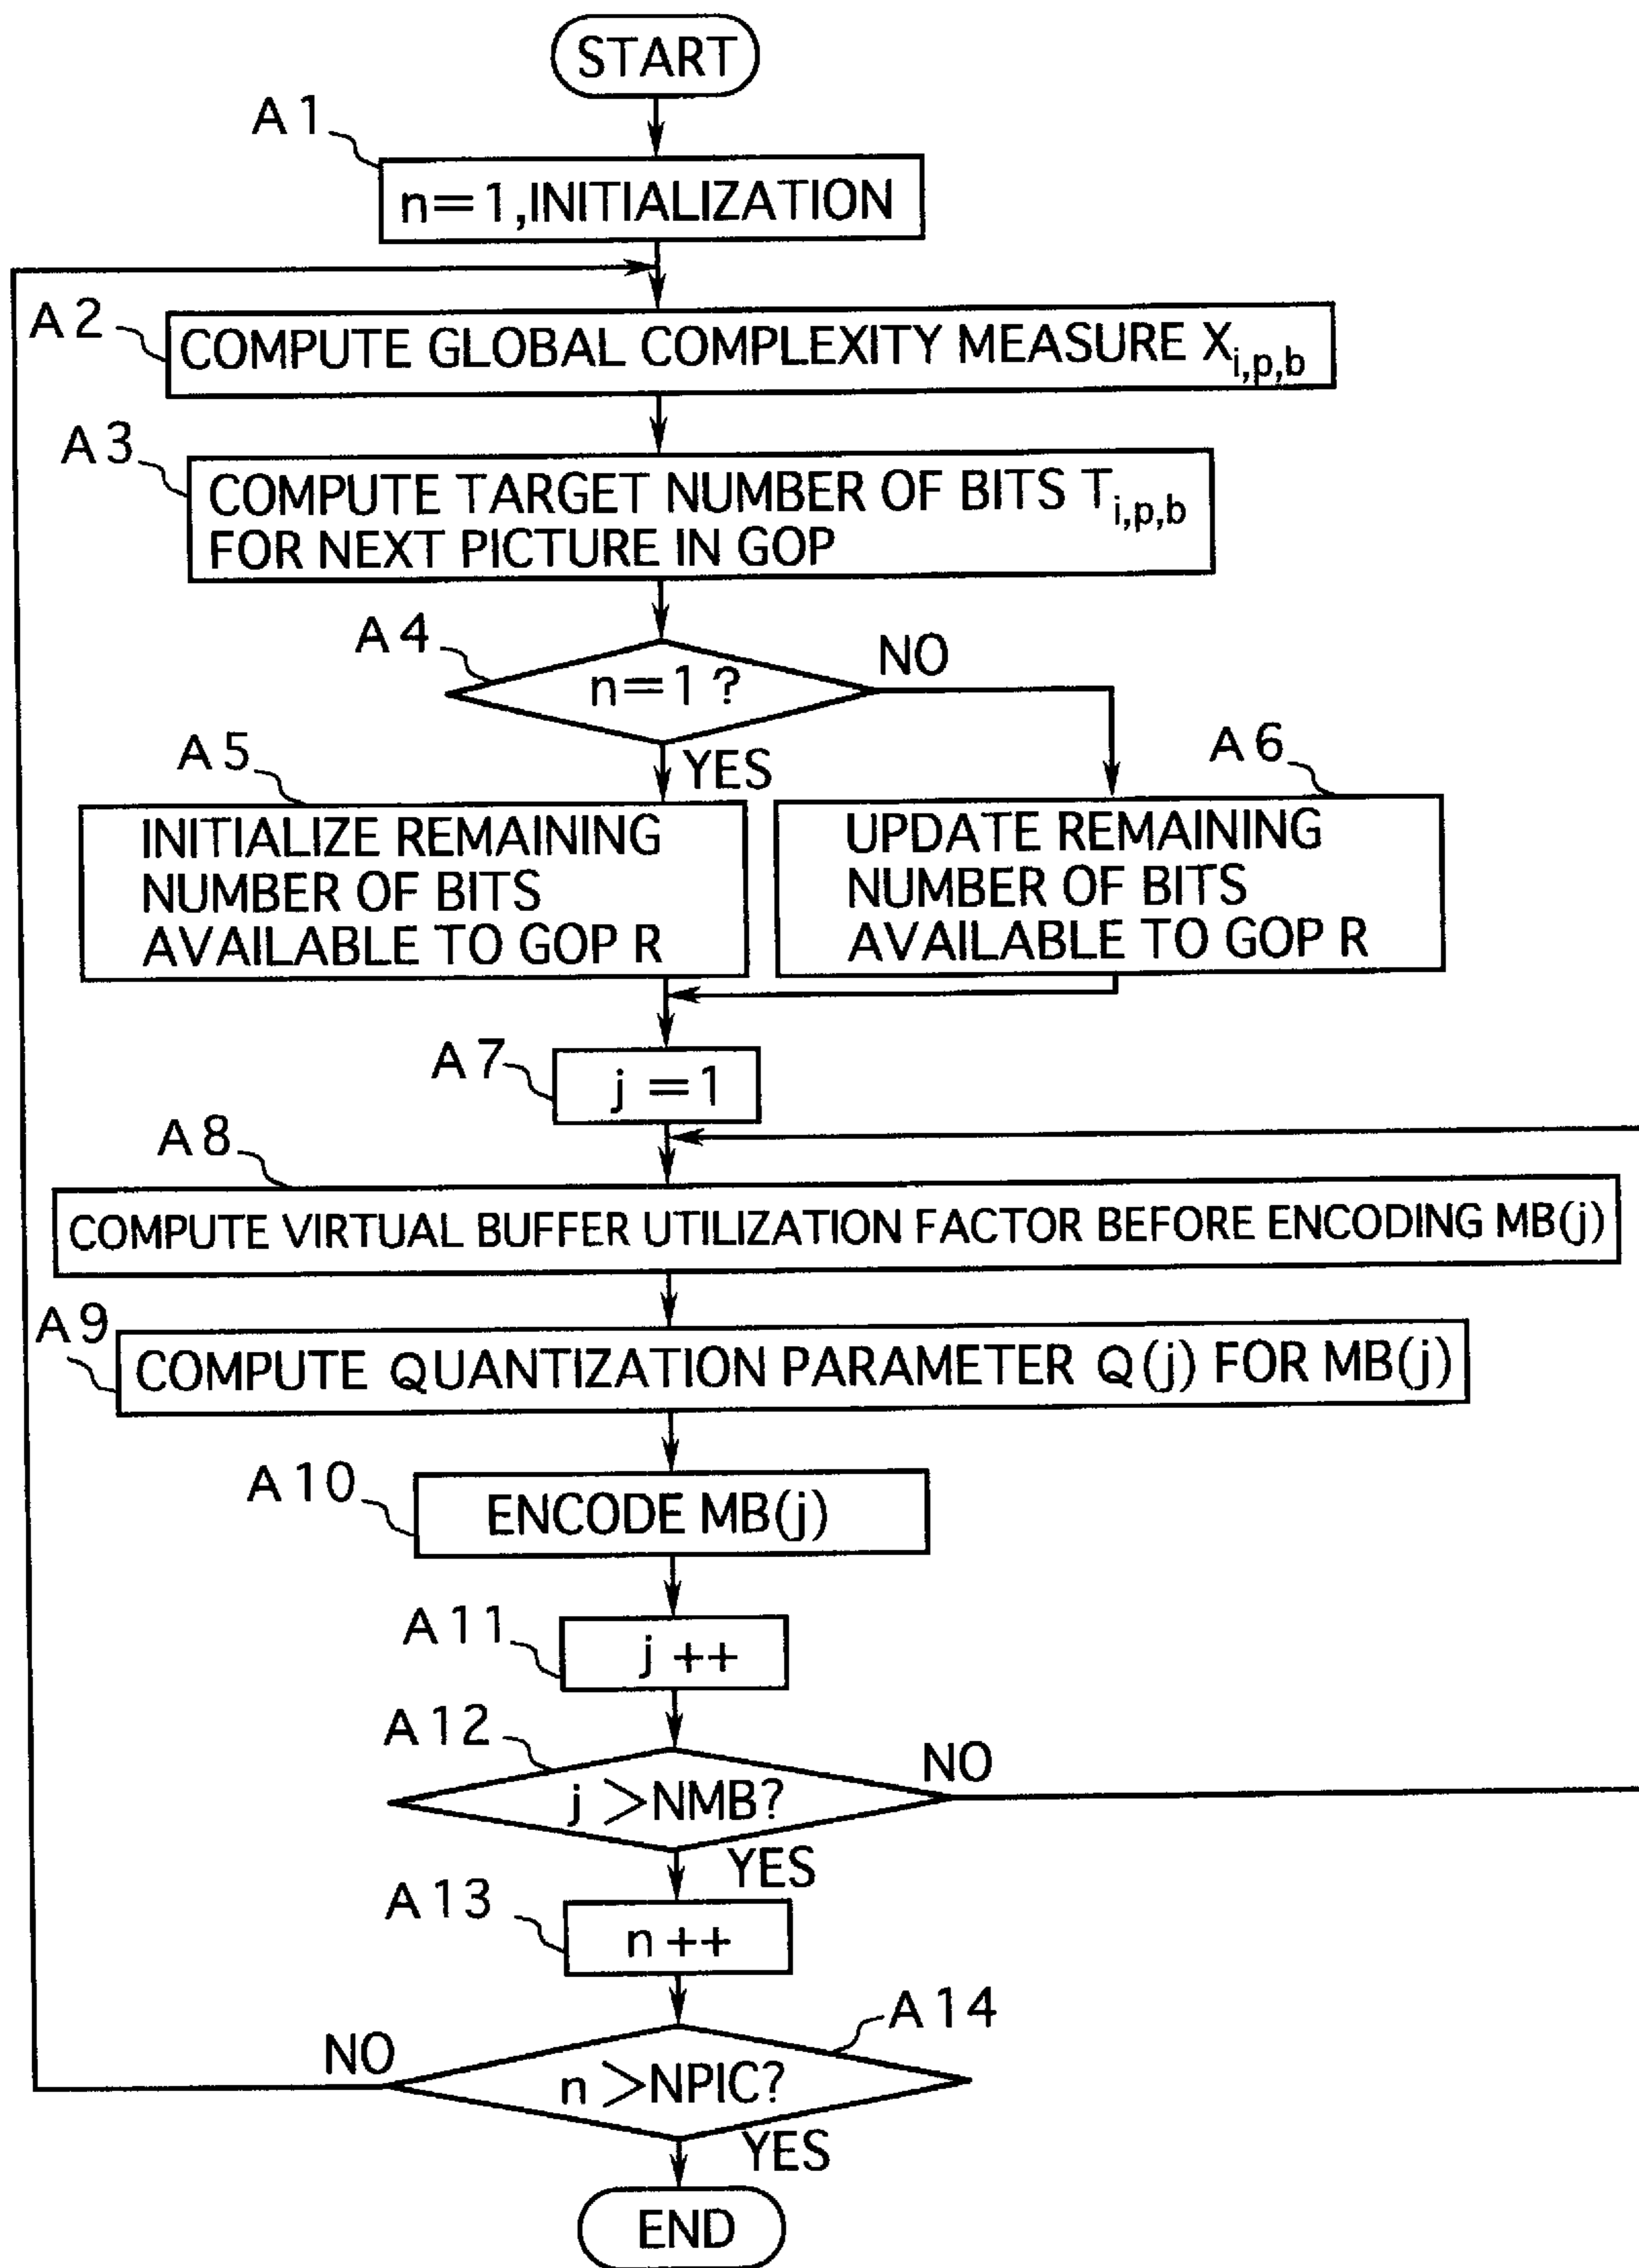 START
A1
n=1,INITIALIZATION
A2
COMPUTE GLOBAL COMPLEXITY MEASURE X i,p,b
A3
COMPUTE TARGET NUMBER OF BITS T i,p,b
FOR NEXT PICTURE IN GOP
A4
n=1?
NO
YES
A5
INITIALIZE REMAINING
NUMBER OF BITS
AVAILABLE TO GOP R
A6
UPDATE REMAINING
NUMBER OF BITS
AVAILABLE TO GOP R
A7
j=1
A8
COMPUTE VIRTUAL BUFFER UTILIZATION FACTOR BEFORE ENCODING MB(j)
A9
COMPUTE QUANTIZATION PARAMETER Q(j) FOR MB(j)
A10
ENCODE MB(j)
A11
j++
A12
j>NMB?
NO
YES
A13
n++
A14
n>NPIC?
NO
YES
END